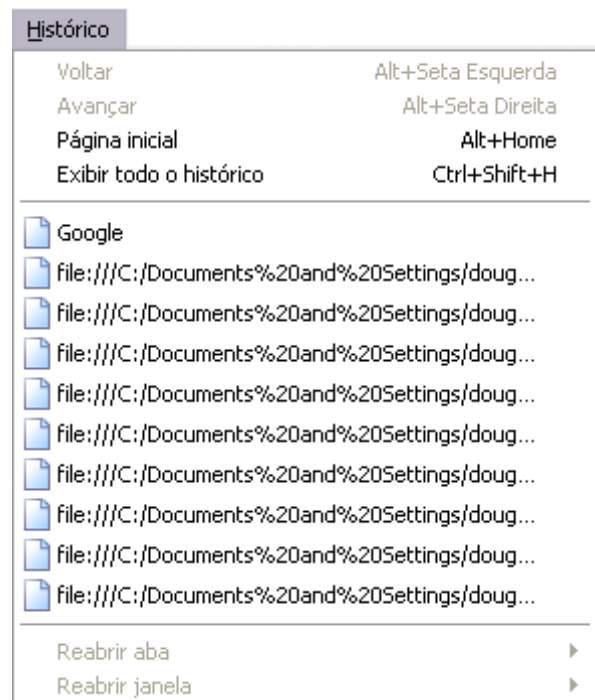 Histórico
Voltar Alt+Seta Esquerda
Avançar Alt+Seta Direita
Página inicial Alt+Home
Exibir todo o histórico Ctrl+Shift+H
Google
file:///C:/Documents%20and%20Settings/doug...
file:///C:/Documents%20and%20Settings/doug...
file:///C:/Documents%20and%20Settings/doug...
file:///C:/Documents%20and%20Settings/doug...
file:///C:/Documents%20and%20Settings/doug...
file:///C:/Documents%20and%20Settings/doug...
file:///C:/Documents%20and%20Settings/doug...
file:///C:/Documents%20and%20Settings/doug...
file:///C:/Documents%20and%20Settings/doug...
Reabrir aba
Reabrir janela